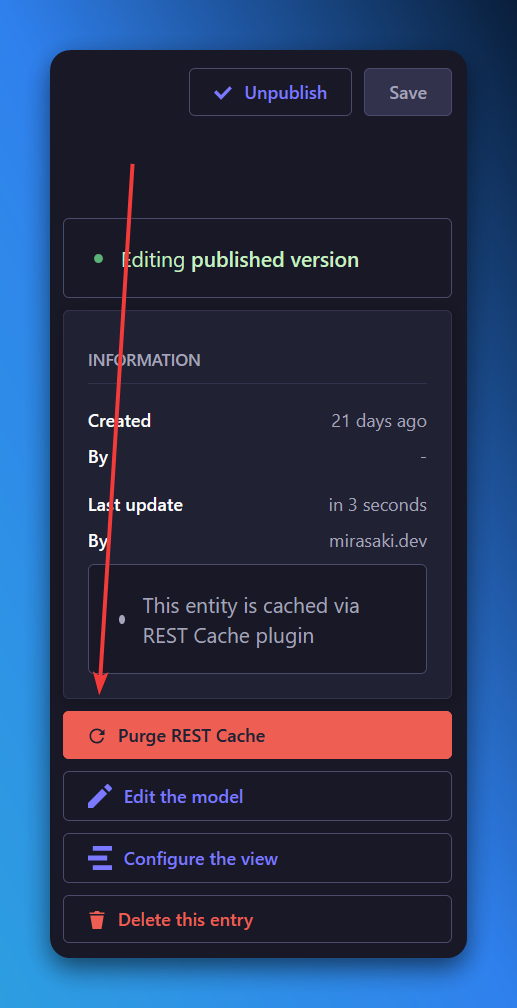 Unpublish
Save
Editing published version
INFORMATION
Created
21 days ago
By
-
Last update
in 3 seconds
By
mirasaki.dev
This entity is cached via
REST Cache plugin
Purge REST Cache
Edit the model
Configure the view
Delete this entry